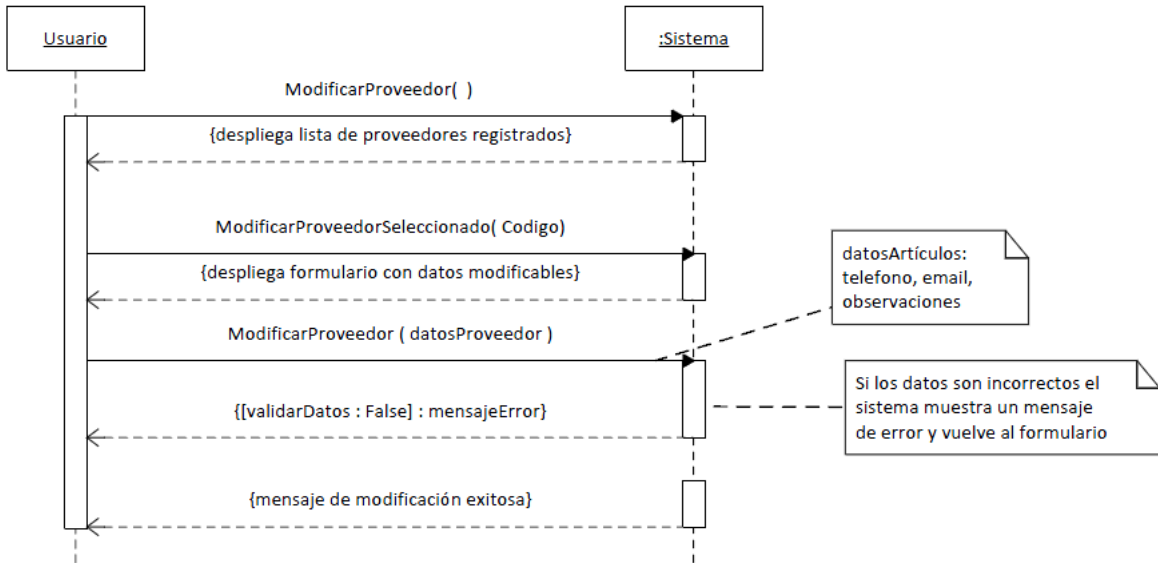 Usuario
:Sistema
ModificarProveedor( )
{despliega lista de proveedores registrados}
ModificarProveedorSeleccionado( Codigo)
{despliega formulario con datos modificables}
datosArtículos:
telefono, email,
observaciones
ModificarProveedor ( datosProveedor )
{[validarDatos : False] : mensajeError}
Si los datos son incorrectos el
sistema muestra un mensaje
de error y vuelve al formulario
{mensaje de modificación exitosa}